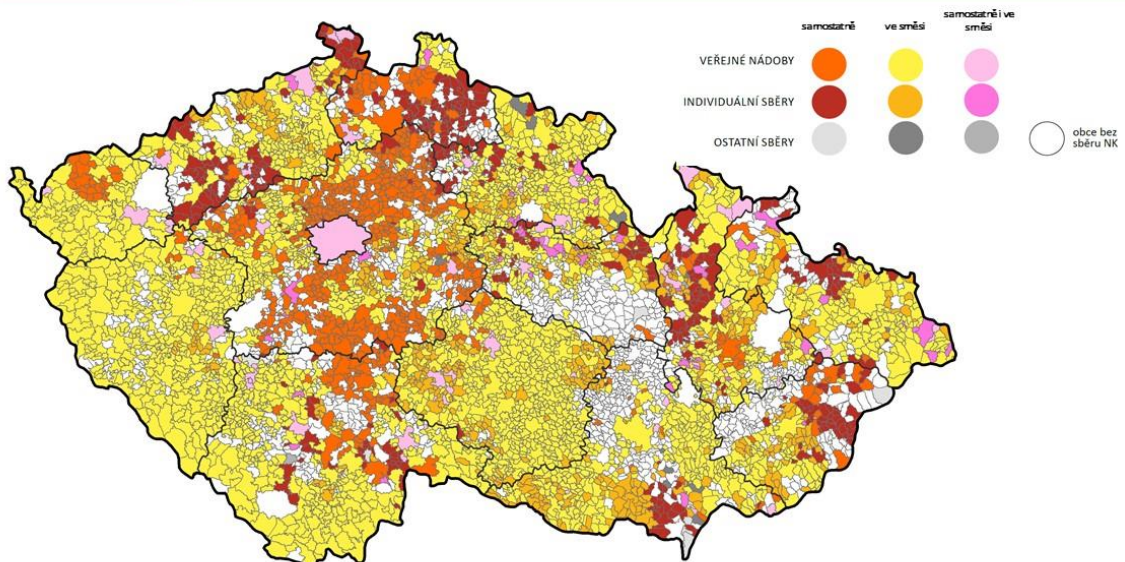 samostatně
ve směsi
samostatně i ve
směsi
VEŘEJNÉ NÁDOBY
INDIVIDUÁLNÍ SBĚRY
OSTATNÍ SBĚRY
obce bez
sběru NK